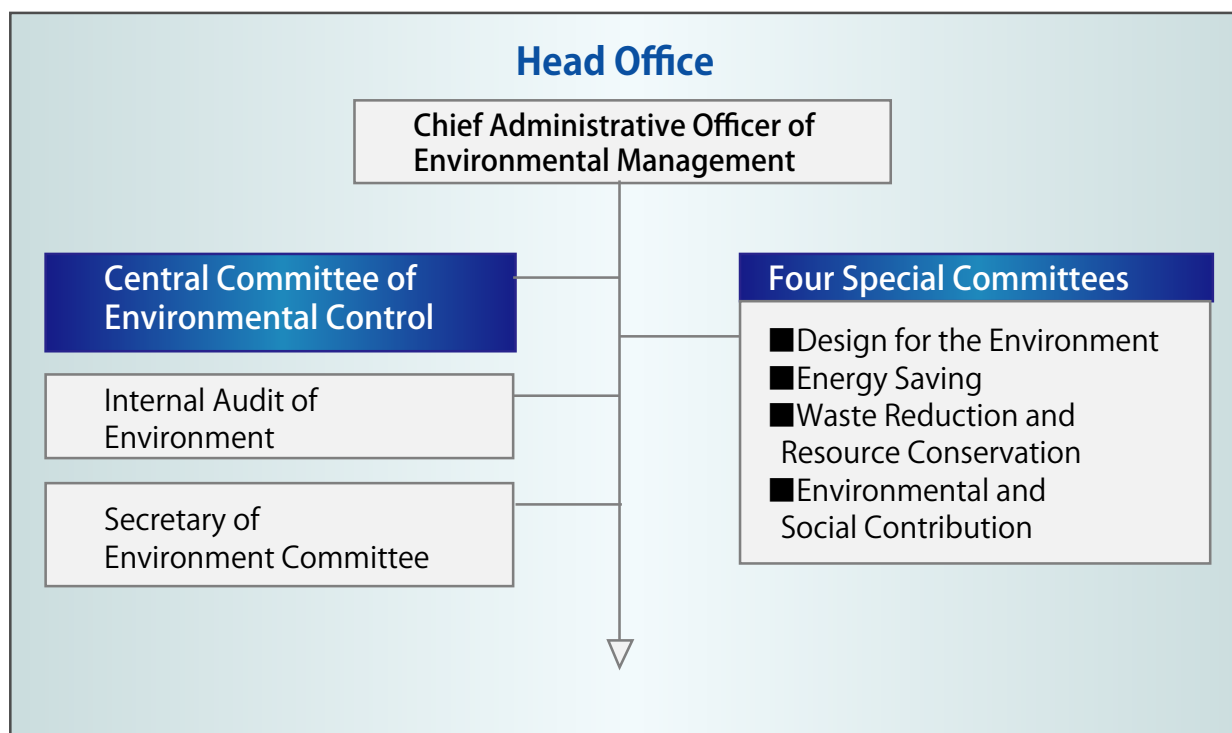 Head Office
Chief Administrative Officer of
Environmental Management
Central Committee of
Environmental Control
Internal Audit of
Environment
Secretary of
Environment Committee
Four Special Committees
■Design for the Environment
■Energy Saving
■Waste Reduction and
Resource Conservation
■Environmental and
Social Contribution